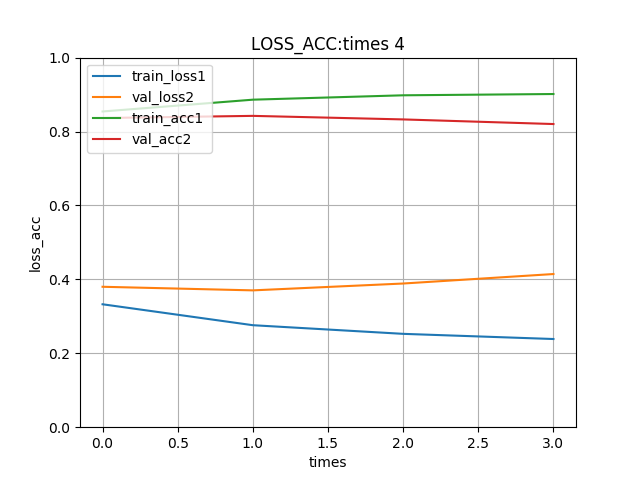 LOSS_ACC:times 4
1.0
train_loss1
val_loss2
train_acc1
val_acc2
0.8
0.6
loss_acc
0.4
0.2
0.0
0.0 0.5 1.0 1.5 2.0 2.5 3.0
times